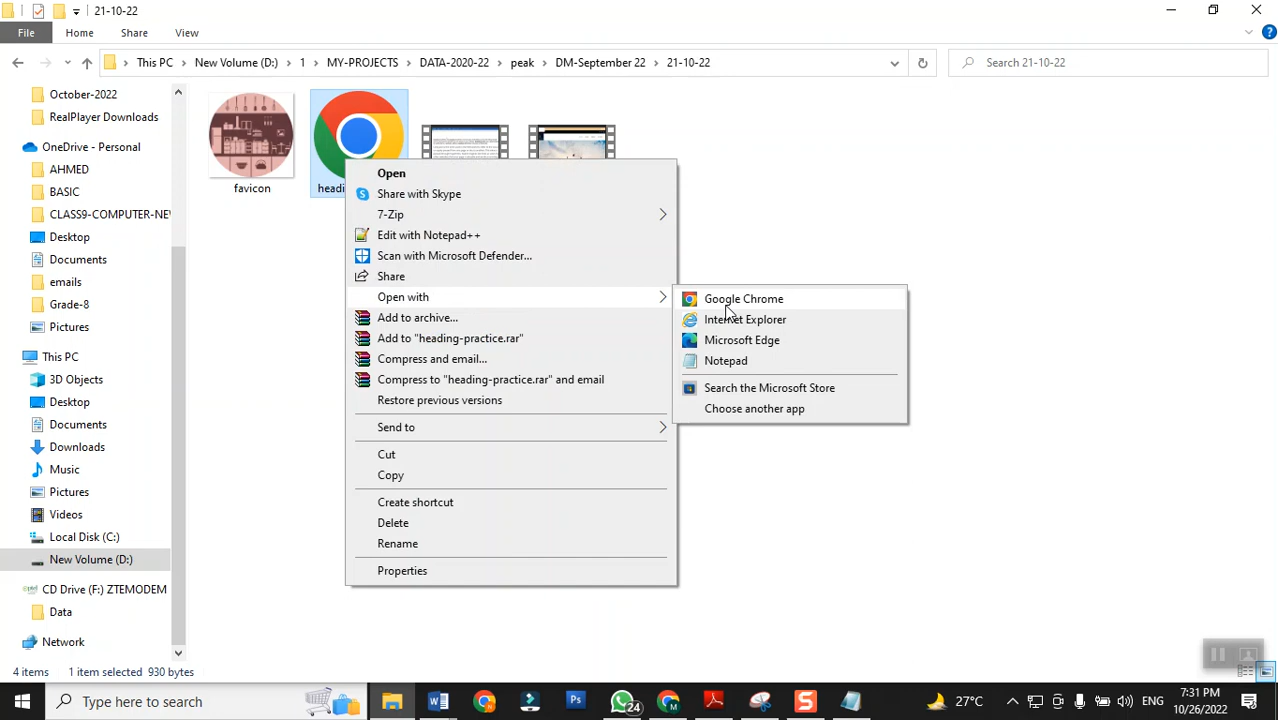 21-10-22
File Home Share View
This PC New Volume (D:) 1 MY-PROJECTS DATA-2020-22 peak DM-September 22 21-10-22
Search 21-10-22
October-2022
RealPlayer Downloads
OneDrive - Personal
AHMED
BASIC
CLASS9-COMPUTER-NEW
Desktop
Documents
emails
Grade-8
Pictures
This PC
3D Objects
Desktop
Documents
Downloads
Music
Pictures
Videos
Local Disk (C:)
New Volume (D:)
CD Drive (F:) ZTEMODEM
Data
Network
favicon
headi
Open
Share with Skype
7-Zip
Edit with Notepad++
Scan with Microsoft Defender...
Share
Open with
Add to archive...
Add to "heading-practice.rar"
Compress and email...
Compress to "heading-practice.rar" and email
Restore previous versions
Send to
Cut
Copy
Create shortcut
Delete
Rename
Properties
Google Chrome
Internet Explorer
Microsoft Edge
Notepad
Search the Microsoft Store
Choose another app
4 items 1 item selected 930 bytes
Type here to search
24
27°C
ENG
7:31 PM
10/26/2022